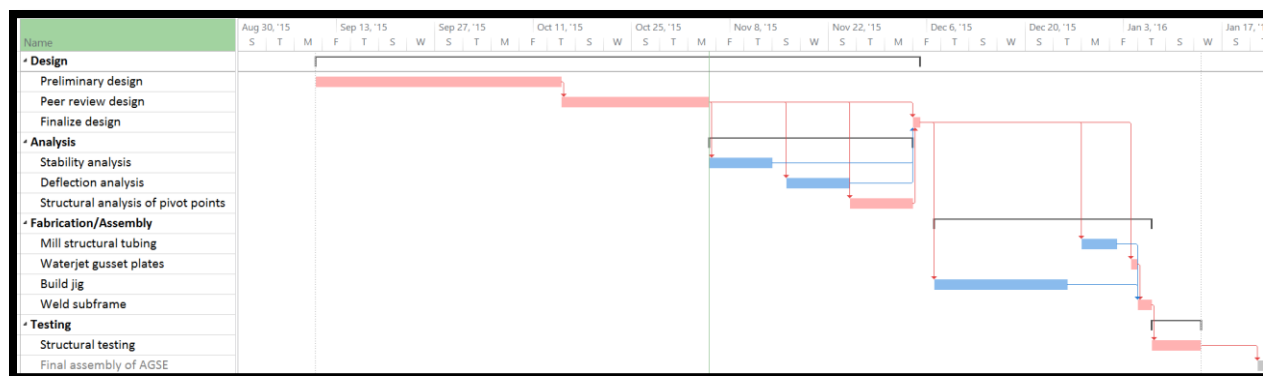 Aug 30, '15 Sep 13, '15 Sep 27, '15 Oct 11, '15 Oct 25, '15 Nov 8, '15 Nov 22, '15 Dec 6, '15 Dec 20, '15 Jan 3, '16 Jan 17, '1
Name S T M F T S W S T M F T S W S T M F T S W S T M F T S W S T M F T S W S
Design
Preliminary design
Peer review design
Finalize design
Analysis
Stability analysis
Deflection analysis
Structural analysis of pivot points
Fabrication/Assembly
Mill structural tubing
Waterjet gusset plates
Build jig
Weld subframe
Testing
Structural testing
Final assembly of AGSE